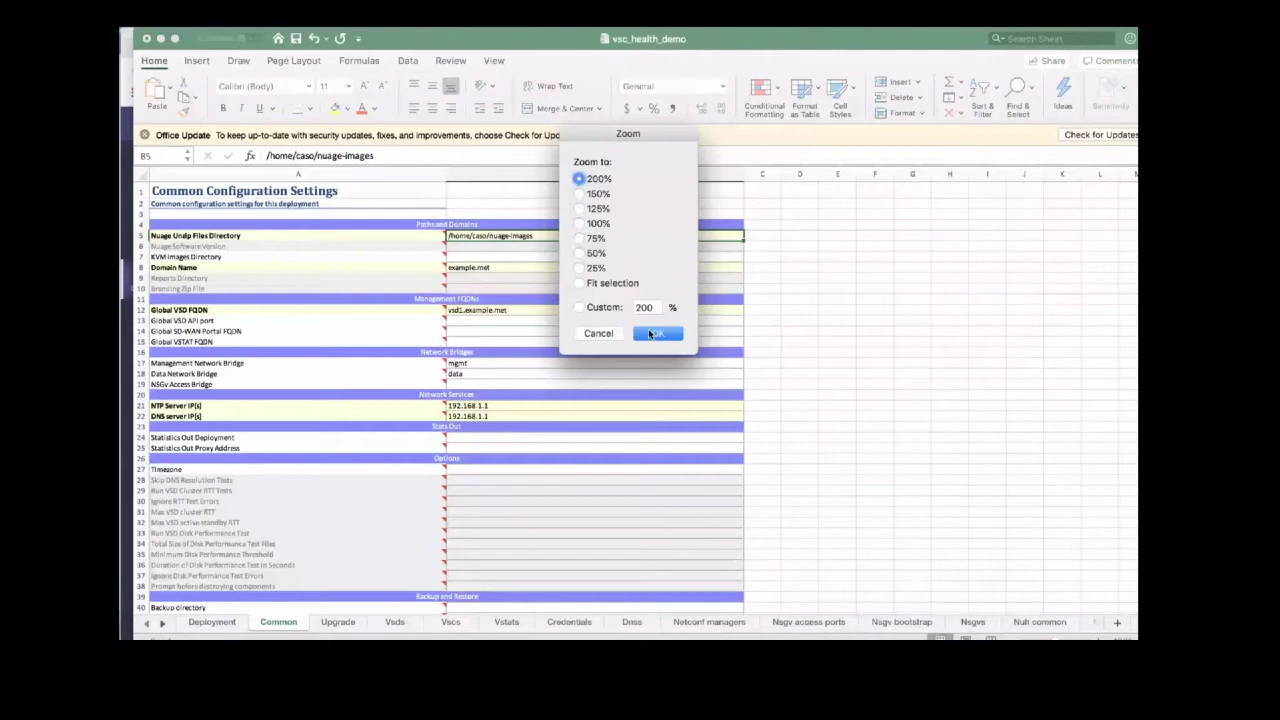 vsc_health_demo
Search Sheet
Home Insert Draw Page Layout Formulas Data Review View
Share Comments
Paste
Calibri (Body) 11
Wrap Text
General
Merge & Center
Conditional Formatting
Format as Table
Cell Styles
Insert
Delete
Format
Sort & Filter
Find & Select
Ideas
Sensitivity
Office Update To keep up-to-date with security updates, fixes, and improvements, choose Check for Upd
Check for Updates
B5 fx /home/caso/nuage-images
A C D E F G H I J K L
1 Common Configuration Settings
2 Common configuration settings for this deployment
3
4 Paths and Domains
5 Nuage Unzip Files Directory /home/caso/nuage-images
6 Nuage Software Version
7 KVM Images Directory
8 Domain Name example.met
9 Reports Directory
10 Branding Zip File
11 Management FQDNs
12 Global VSD FQDN vsd1.example.met
13 Global VSD API port
14 Global SD-WAN Portal FQDN
15 Global VSTAT FQDN
16 Network Bridges
17 Management Network Bridge mgmt
18 Data Network Bridge data
19 NSGv Access Bridge
20 Network Services
21 NTP Server IP(s) 192.168.1.1
22 DNS server IP(s) 192.168.1.1
23 Stats Out
24 Statistics Out Deployment
25 Statistics Out Proxy Address
26 Options
27 Timezone
28 Skip DNS Resolution Tests
29 Run VSD Cluster RTT Tests
30 Ignore RTT Test Errors
31 Max VSD cluster RTT
32 Max VSD active-standby RTT
33 Run VSD Disk Performance Test
34 Total Size of Disk Performance Test Files
35 Minimum Disk Performance Threshold
36 Duration of Disk Performance Test in Seconds
37 Ignore Disk Performance Test Errors
38 Prompt before destroying components
39 Backup and Restore
40 Backup directory
Zoom
Zoom to:
200%
150%
125%
100%
75%
50%
25%
Fit selection
Custom: 200 %
Cancel OK
Deployment Common Upgrade Vsds Vscs Vstats Credentials Dnss Netconf managers Nsgv access ports Nsgv bootstrap Nsgvs Nuh common